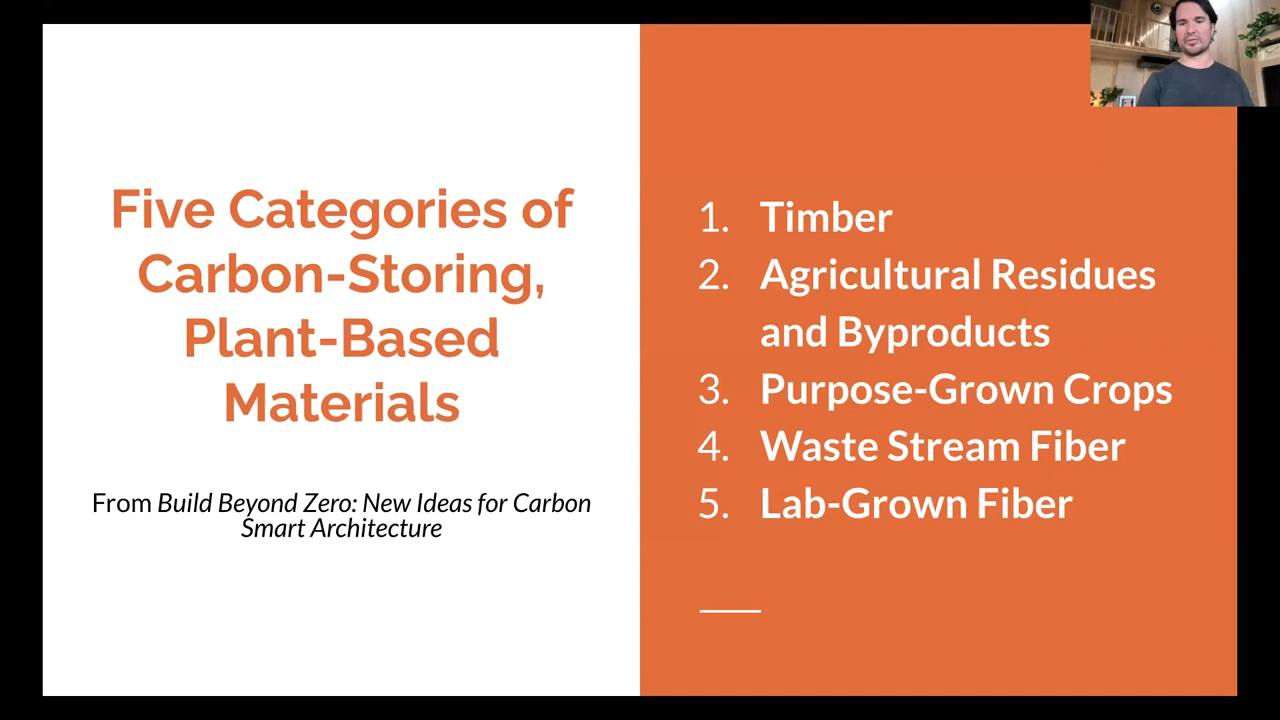 Five Categories of
Carbon-Storing,
Plant-Based
Materials
From Build Beyond Zero: New Ideas for Carbon
Smart Architecture
1. Timber
2. Agricultural Residues
and Byproducts
3. Purpose-Grown Crops
4. Waste Stream Fiber
5. Lab-Grown Fiber